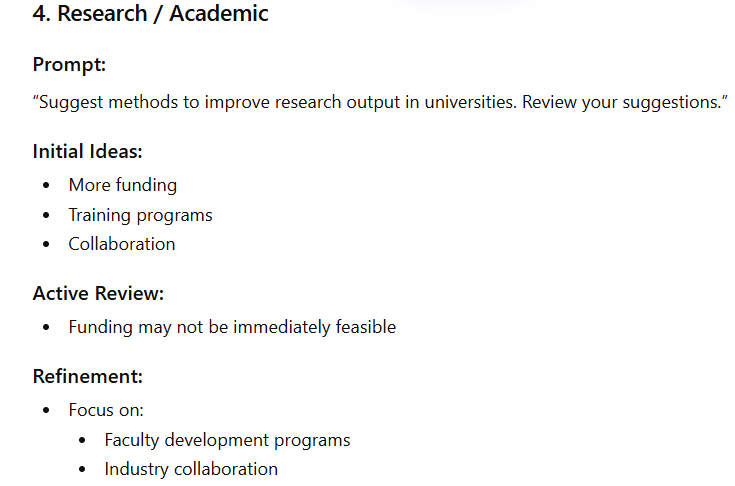 4. Research / Academic
Prompt:
“Suggest methods to improve research output in universities. Review your suggestions.”
Initial Ideas:
• More funding
• Training programs
• Collaboration
Active Review:
• Funding may not be immediately feasible
Refinement:
• Focus on:
• Faculty development programs
• Industry collaboration